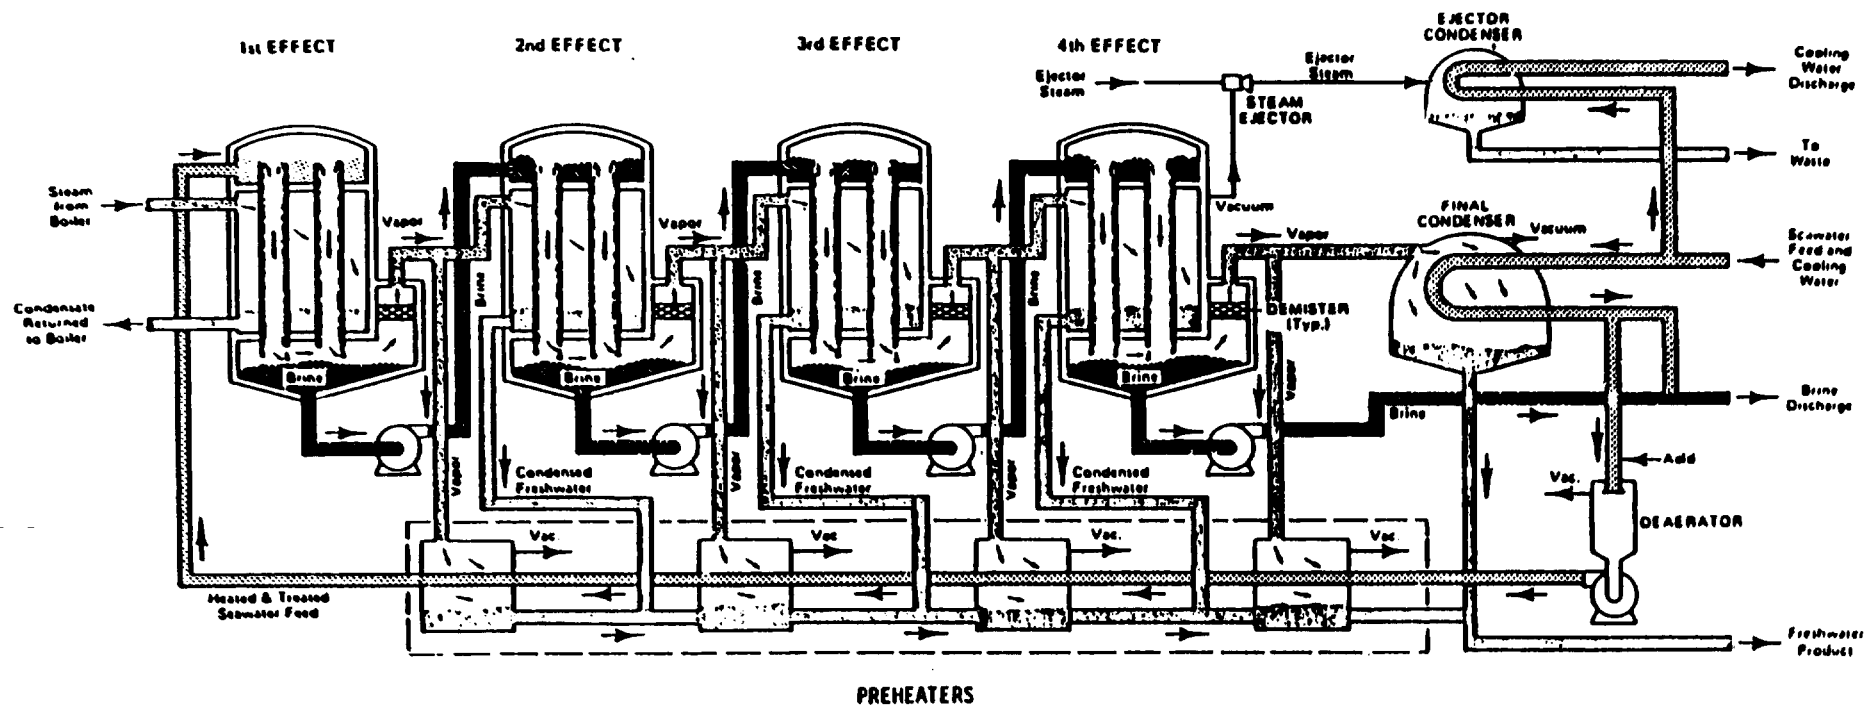 1st EFFECT
2nd EFFECT
3rd EFFECT
4th EFFECT
EJECTOR
CONDENSER
Cooling
Water
Discharge
Ejector
Steam
Ejector
Steam
STEAM
EJECTOR
To
Waste
Steam
from
Boiler
Vapor
Vapor
Vacuum
FINAL
CONDENSER
Vacuum
Vapor
Seawater
Feed and
Cooling
Water
Condensate
Returned
to Boiler
Brine
Brine
Brine
DEMISTER
(Typ.)
Brine
Brine
Brine
Brine
Vapor
Brine
Brine
Discharge
Vapor
Condensed
Freshwater
Vapor
Condensed
Freshwater
Vapor
Condensed
Freshwater
Acid
Vac.
DEAERATOR
Vac.
Vac
Vac.
Vac.
Heated & Treated
Seawater Feed
Freshwater
Product
PREHEATERS